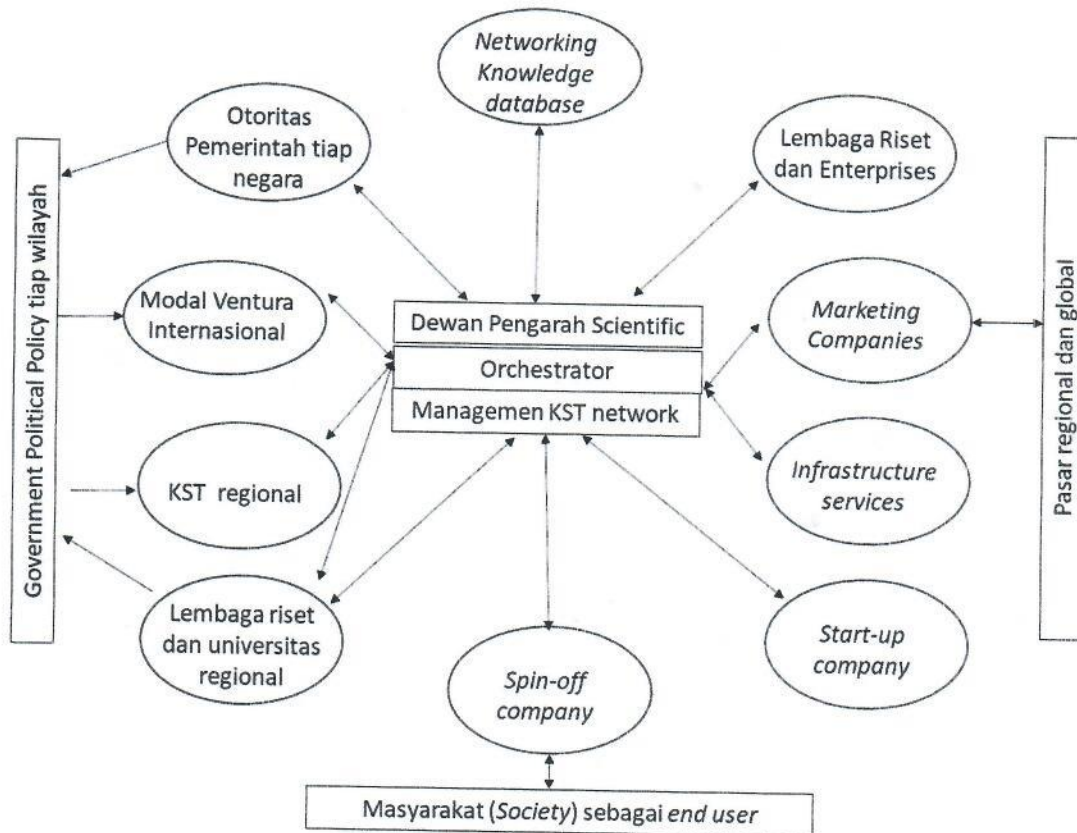 Networking
Knowledge
database
Otoritas
Pemerintah tiap
negara
Lembaga Riset
dan Enterprises
Government Political Policy tiap wilayah
Modal Ventura
Internasional
Dewan Pengarah Scientific
Orchestrator
Managemen KST network
Marketing
Companies
Pasar regional dan global
KST regional
Infrastructure
services
Lembaga riset
dan universitas
regional
Spin-off
company
Start-up
company
Masyarakat (Society) sebagai end user